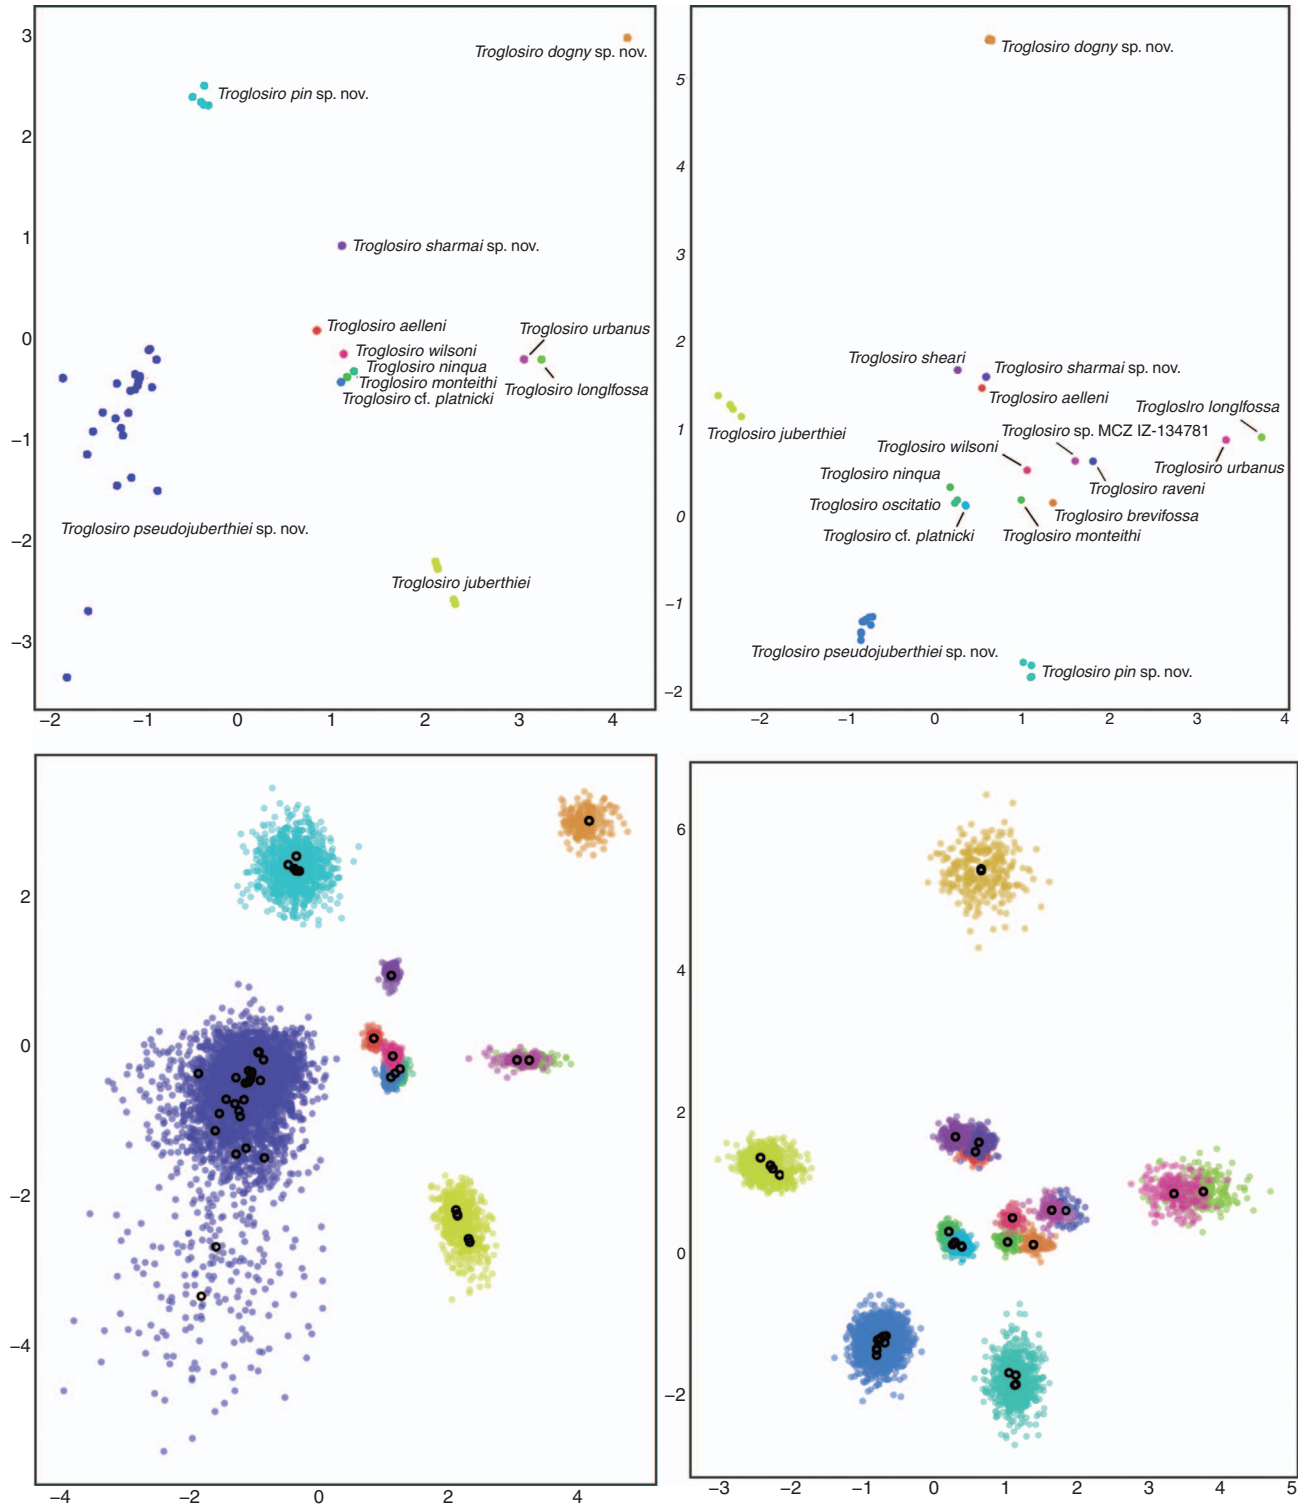 3
Troglosiro dogny sp. nov.
Troglosiro pin sp. nov.
2
1
Troglosiro sharmai sp. nov.
0
Troglosiro aelleni
Troglosiro urbanus
Troglosiro wilsoni
Troglosiro ninqua
Troglosiro monteithi
Troglosiro longlfossa
Troglosiro cf. platnicki
−1
Troglosiro pseudojuberthiei sp. nov.
−2
Troglosiro juberthiei
−3
−2 −1 0 1 2 3 4
Troglosiro dogny sp. nov.
5
4
3
2
Troglosiro sheari
Troglosiro sharmai sp. nov.
Troglosiro aelleni
Troglosiro longlfossa
1
Troglosiro juberthiei
Troglosiro sp. MCZ IZ-134781
Troglosiro wilsoni
Troglosiro urbanus
Troglosiro ninqua
Troglosiro raveni
Troglosiro oscitatio
0
Troglosiro brevifossa
Troglosiro cf. platnicki
Troglosiro monteithi
−1
Troglosiro pseudojuberthiei sp. nov.
Troglosiro pin sp. nov.
−2
−2 −1 0 1 2 3 4
2
0
−2
−4
−4 −2 0 2 4
6
4
2
0
−2
−3 −2 −1 0 1 2 3 4 5